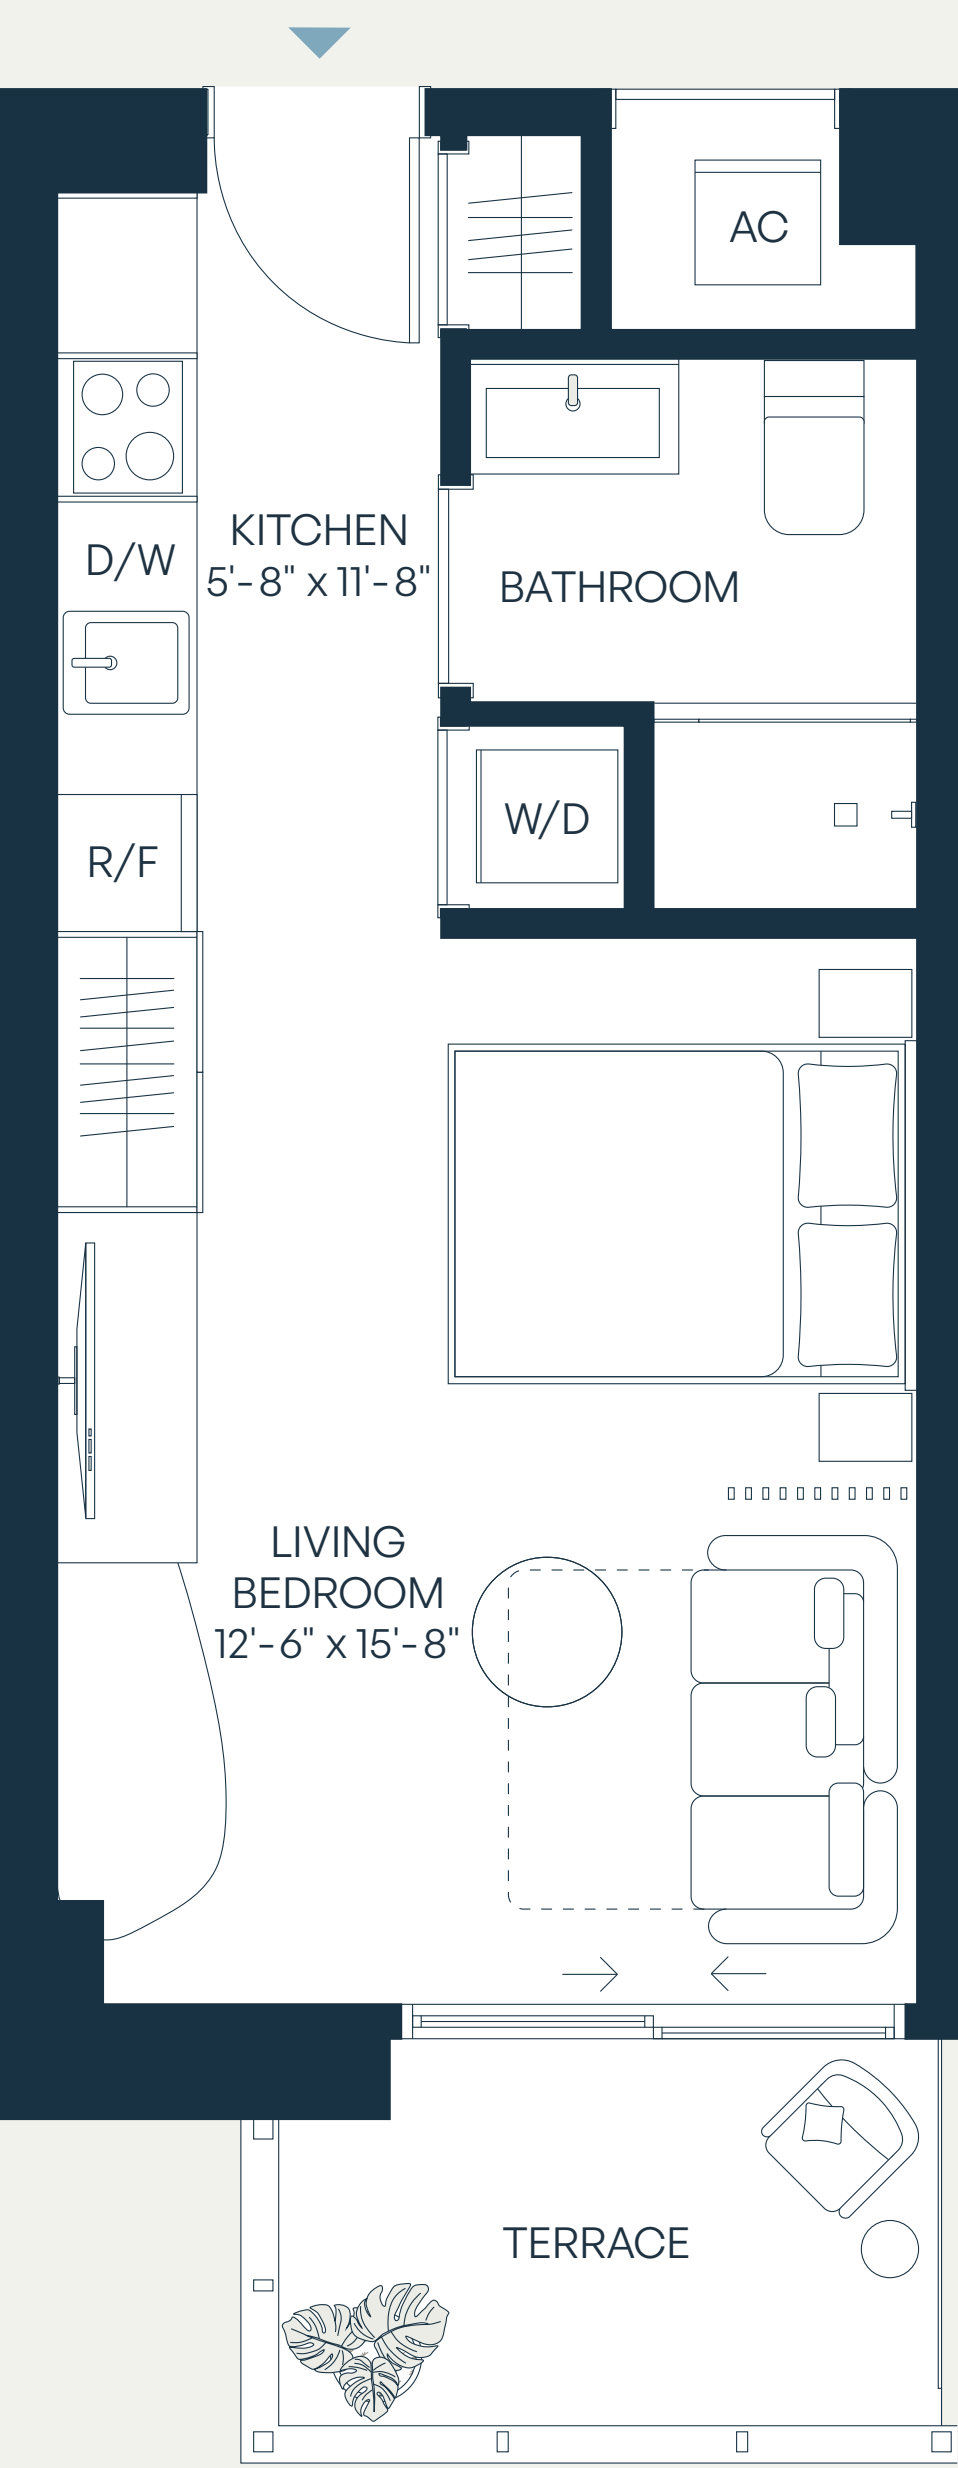 AC
KITCHEN
5'-8" x 11'-8"
D/W
BATHROOM
W/D
R/F
LIVING
BEDROOM
12'-6" x 15'-8"
TERRACE